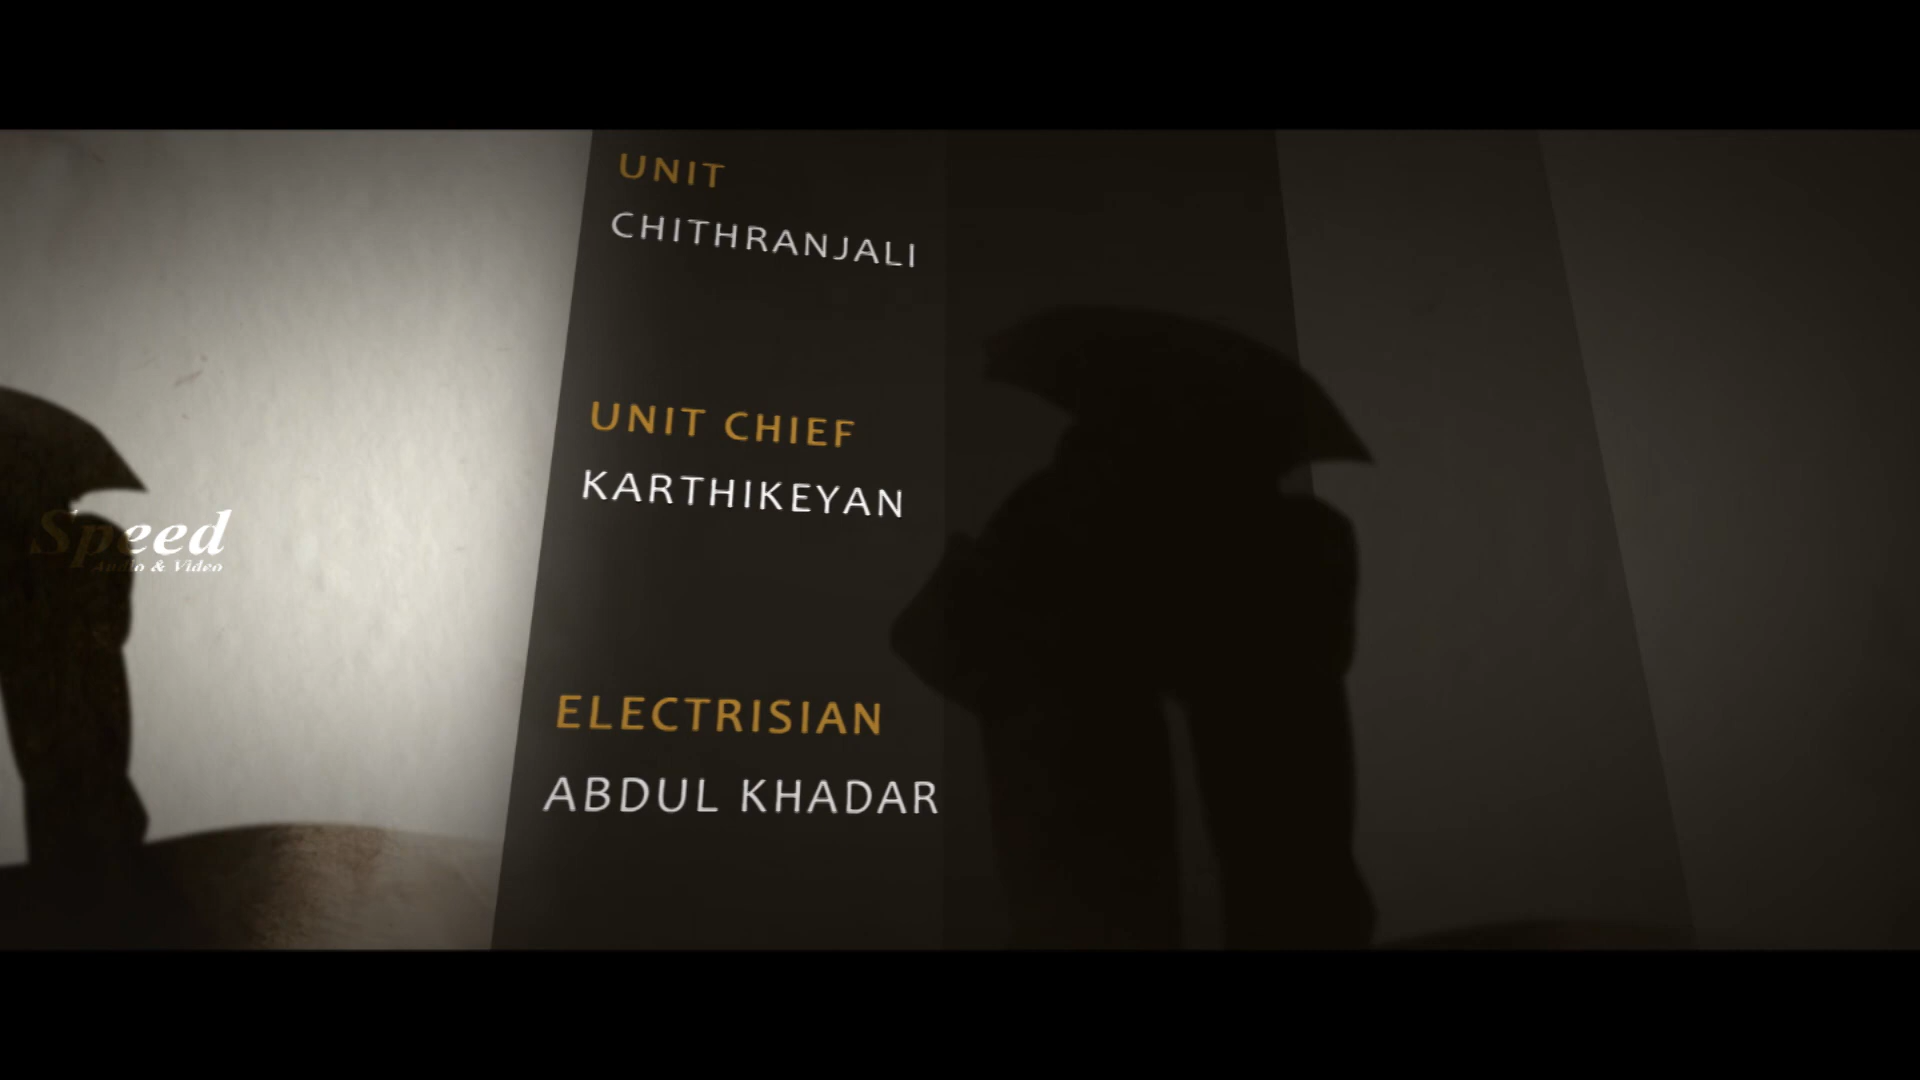 UNIT
CHITHRANJALI
UNIT CHIEF
KARTHIKEYAN
Speed
Audio & Video
ELECTRISIAN
ABDUL KHADAR